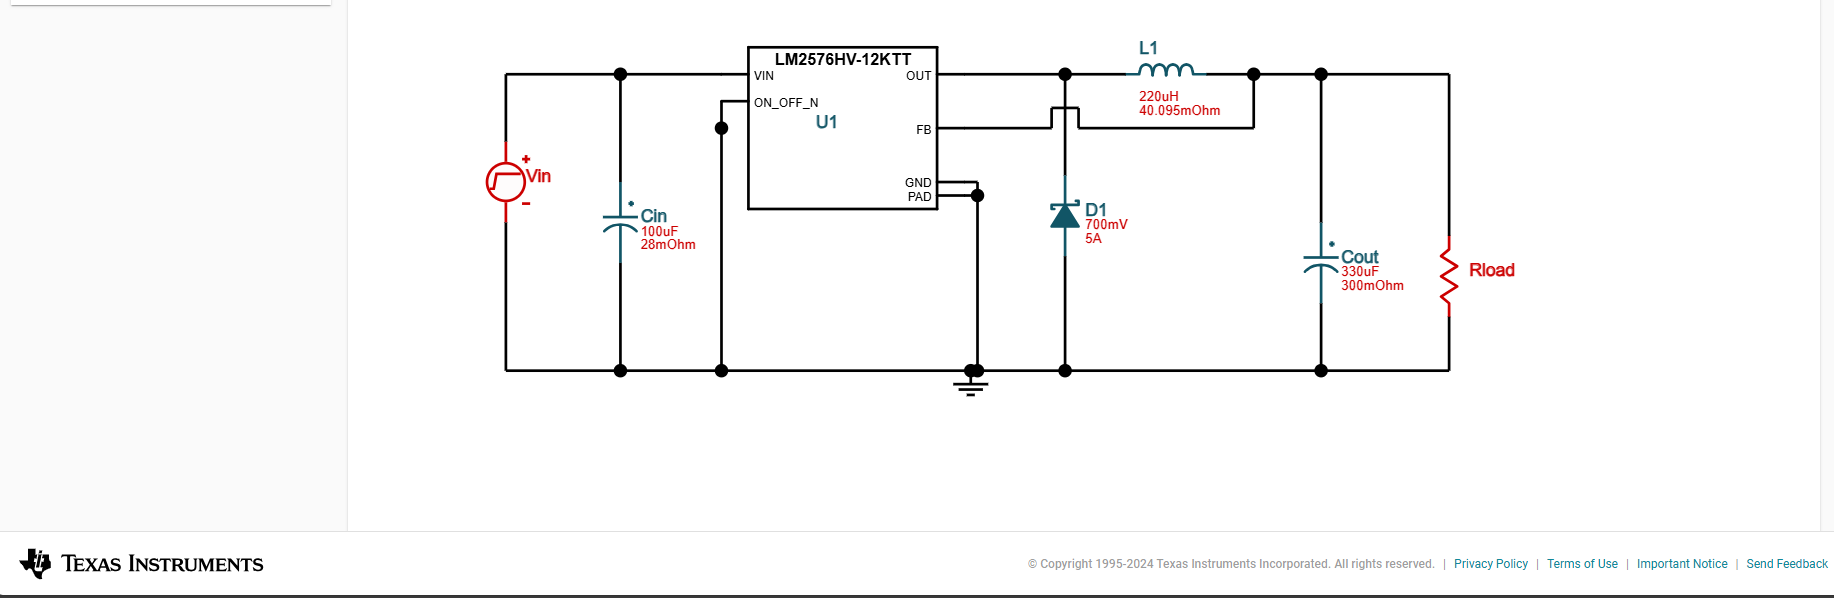 LM2576HV-12KTT
VIN
OUT
ON_OFF_N
U1
FB
GND
PAD
L1
220uH
40.095mOhm
+
Vin
-
Cin
100uF
28mOhm
D1
700mV
5A
Cout
330uF
300mOhm
Rload
TEXAS INSTRUMENTS
© Copyright 1995-2024 Texas Instruments Incorporated. All rights reserved. | Privacy Policy | Terms of Use | Important Notice | Send Feedback